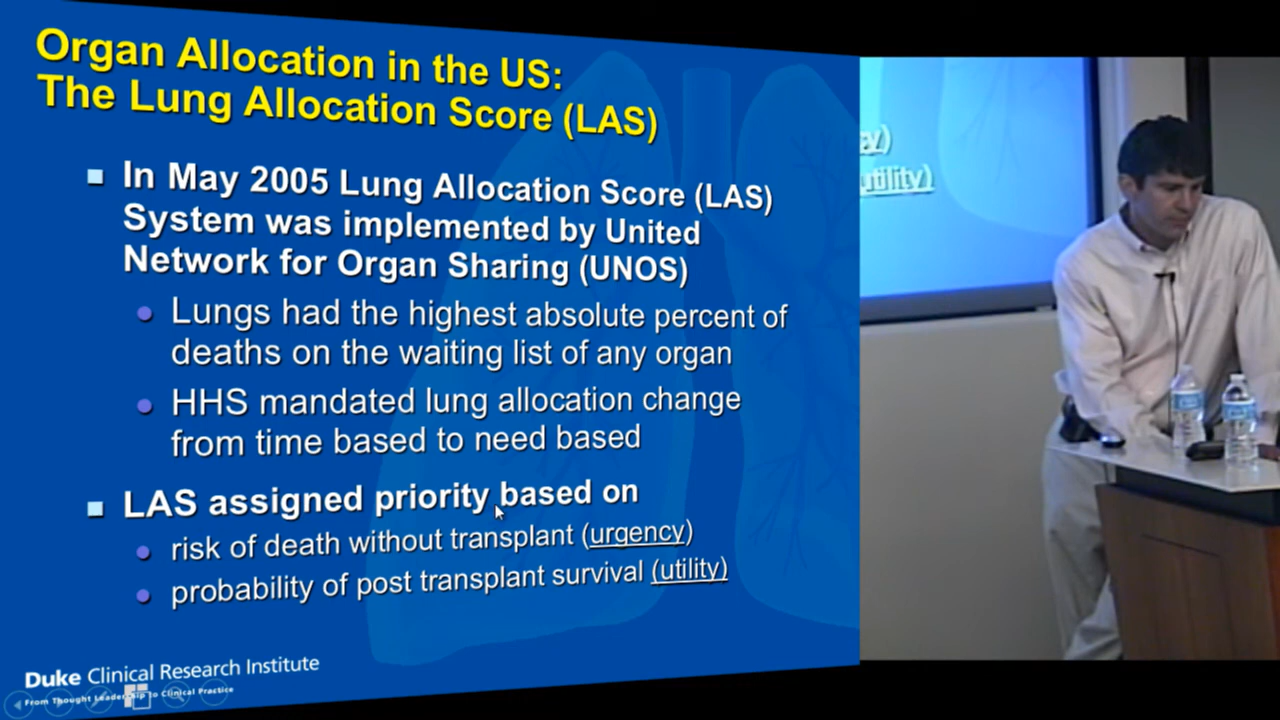 Organ Allocation in the US:
The Lung Allocation Score (LAS)
In May 2005 Lung Allocation Score (LAS)
System was implemented by United
Network for Organ Sharing (UNOS)
Lungs had the highest absolute percent of
deaths on the waiting list of any organ
HHS mandated lung allocation change
from time based to need based
LAS assigned priority based on
risk of death without transplant (urgency)
probability of post transplant survival (utility)
Duke Clinical Research Institute
From Thought Leadership to Clinical Practice
utility)